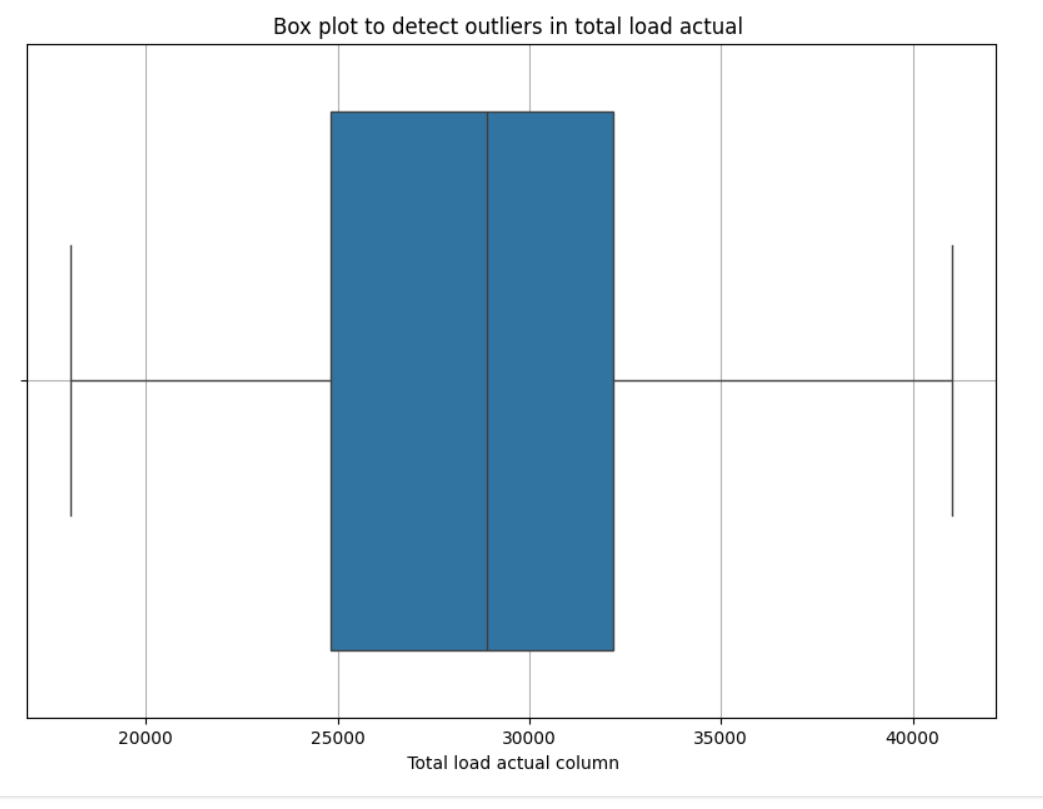 Box plot to detect outliers in total load actual
20000 25000 30000 35000 40000
Total load actual column